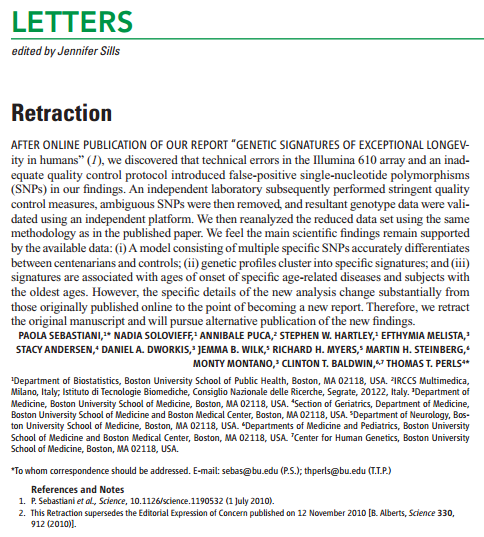 LETTERS
edited by Jennifer Sills
Retraction
AFTER ONLINE PUBLICATION OF OUR REPORT “GENETIC SIGNATURES OF EXCEPTIONAL LONGEV-
ity in humans” (1), we discovered that technical errors in the Illumina 610 array and an inad-
equate quality control protocol introduced false-positive single-nucleotide polymorphisms
(SNPs) in our findings. An independent laboratory subsequently performed stringent quality
control measures, ambiguous SNPs were then removed, and resultant genotype data were vali-
dated using an independent platform. We then reanalyzed the reduced data set using the same
methodology as in the published paper. We feel the main scientific findings remain supported
by the available data: (i) A model consisting of multiple specific SNPs accurately differentiates
between centenarians and controls; (ii) genetic profiles cluster into specific signatures; and (iii)
signatures are associated with ages of onset of specific age-related diseases and subjects with
the oldest ages. However, the specific details of the new analysis change substantially from
those originally published online to the point of becoming a new report. Therefore, we retract
the original manuscript and will pursue alternative publication of the new findings.
PAOLA SEBASTIANI,¹* NADIA SOLOVIEFF,¹ ANNIBALE PUCA,² STEPHEN W. HARTLEY,¹ EFTHYMIA MELISTA,³
STACY ANDERSEN,⁴ DANIEL A. DWORKIS,³ JEMMA B. WILK,⁵ RICHARD H. MYERS,⁵ MARTIN H. STEINBERG,⁶
MONTY MONTANO,³ CLINTON T. BALDWIN,⁶,⁷ THOMAS T. PERLS⁴*
¹Department of Biostatistics, Boston University School of Public Health, Boston, MA 02118, USA. ²IRCCS Multimedica,
Milano, Italy; Istituto di Tecnologie Biomediche, Consiglio Nazionale delle Ricerche, Segrate, 20122, Italy. ³Department of
Medicine, Boston University School of Medicine, Boston, MA 02118, USA. ⁴Section of Geriatrics, Department of Medicine,
Boston University School of Medicine and Boston Medical Center, Boston, MA 02118, USA. ⁵Department of Neurology, Bos-
ton University School of Medicine, Boston, MA 02118, USA. ⁶Departments of Medicine and Pediatrics, Boston University
School of Medicine and Boston Medical Center, Boston, MA 02118, USA. ⁷Center for Human Genetics, Boston University
School of Medicine, Boston, MA 02118, USA.
*To whom correspondence should be addressed. E-mail: sebas@bu.edu (P.S.); thperls@bu.edu (T.T.P.)
References and Notes
1. P. Sebastiani et al., Science, 10.1126/science.1190532 (1 July 2010).
2. This Retraction supersedes the Editorial Expression of Concern published on 12 November 2010 [B. Alberts, Science 330,
912 (2010)].